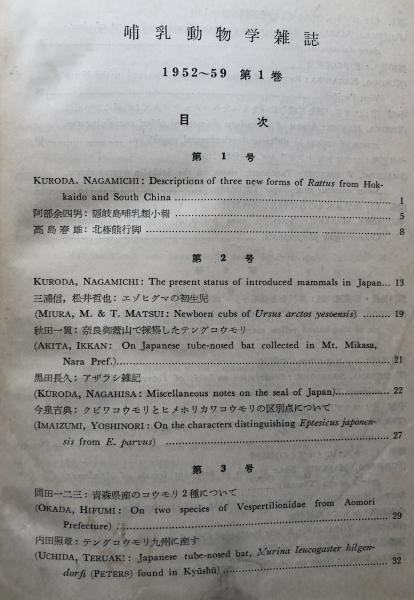 哺乳動物学雑誌
1952～59 第1巻
目 次
第 1 号
KURODA, NAGAMICHI: Descriptions of three new forms of Rattus from Hok-
kaido and South China 1
阿部余四男: 隠岐島哺乳類小報 5
高島春雄: 北極熊行脚 8
第 2 号
KURODA, NAGAMICHI: The present status of introduced mammals in Japan... 13
三浦信, 松井哲也: エゾヒグマの初生児
(MIURA, M. & T. MATSUI: Newborn cubs of Ursus arctos yesoensis) 19
秋田一貫: 奈良御蓋山で採集したテングコウモリ
(AKITA, IKKAN: On Japanese tube-nosed bat collected in Mt. Mikasa,
Nara Pref.) 21
黒田長久: アザラシ雑記
(KURODA, NAGAHISA: Miscellaneous notes on the seal of Japan) 22
今泉吉典: クビワコウモリとヒメホリカワコウモリの区別点について
(IMAIZUMI, YOSHINORI: On the characters distinguishing Eptesicus japonen-
sis from E. parvus) 27
第 3 号
岡田一二三: 青森県産のコウモリ2種について
(OKADA, HIFUMI: On two species of Vespertilionidae from Aomori
Prefecture) 29
内田照章: テングコウモリ九州に産す
(UCHIDA, TERUAKI: Japanese tube-nosed bat, Murina leucogaster hilgen-
dorfi (PETERS) found in Kyūshū) 32